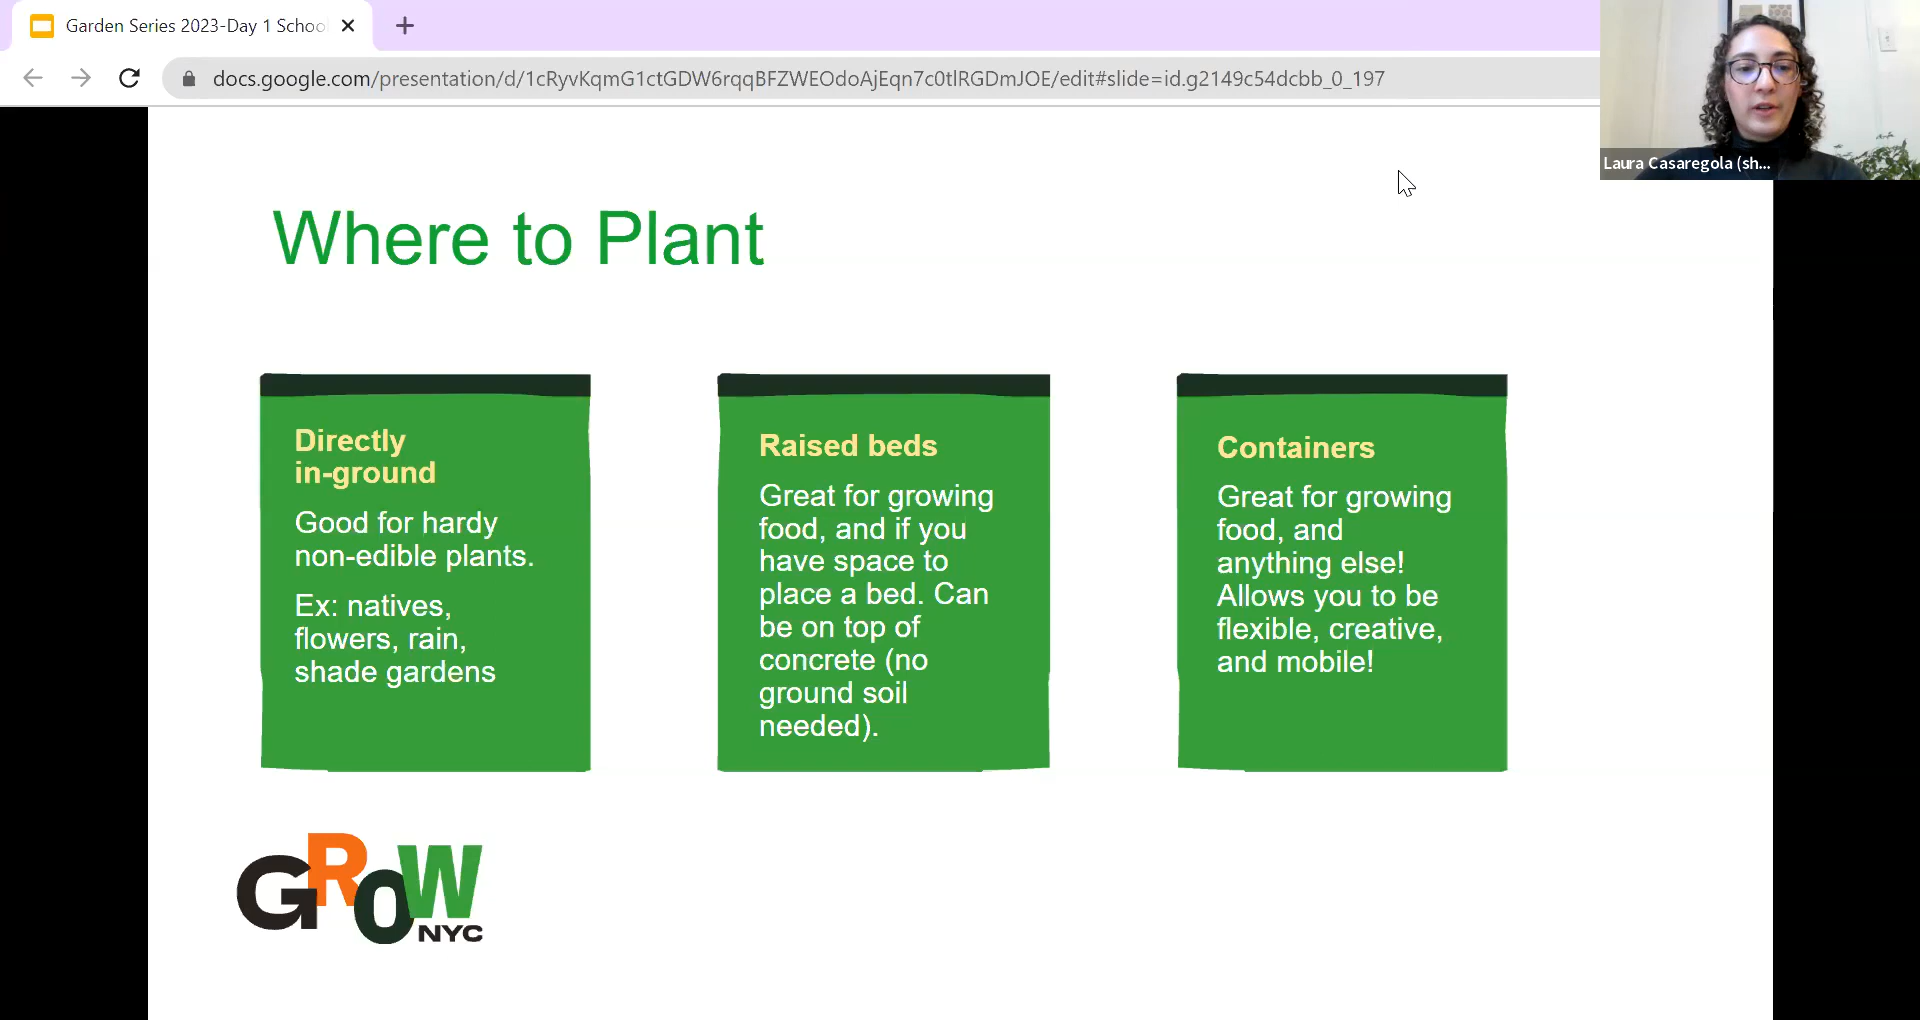 Garden Series 2023-Day 1 Schoo
docs.google.com/presentation/d/1cRyvKqmG1ctGDW6rqqBFZWEOdoAjEqn7c0tlRGDmJOE/edit#slide=id.g2149c54dcbb_0_197
Laura Casaregola (sh...
Where to Plant
Directly
in-ground
Good for hardy
non-edible plants.
Ex: natives,
flowers, rain,
shade gardens
Raised beds
Great for growing
food, and if you
have space to
place a bed. Can
be on top of
concrete (no
ground soil
needed).
Containers
Great for growing
food, and
anything else!
Allows you to be
flexible, creative,
and mobile!
GROW
NYC